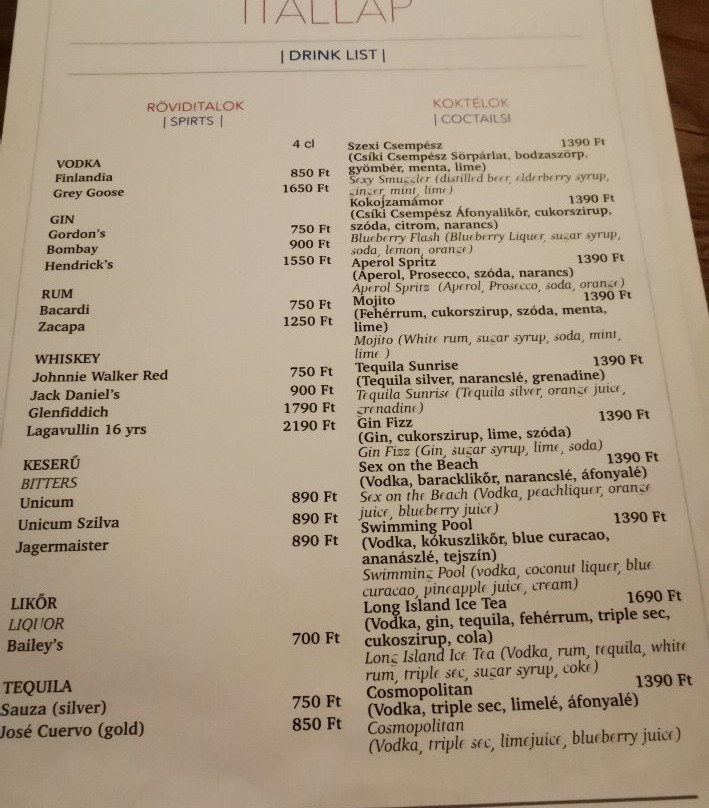 ITALLAP
| DRINK LIST |
RÖVIDITALOK
| SPIRTS |
4 cl
VODKA
Finlandia 850 Ft
Grey Goose 1650 Ft
GIN
Gordon's 750 Ft
Bombay 900 Ft
Hendrick's 1550 Ft
RUM
Bacardi 750 Ft
Zacapa 1250 Ft
WHISKEY
Johnnie Walker Red 750 Ft
Jack Daniel's 900 Ft
Glenfiddich 1790 Ft
Lagavullin 16 yrs 2190 Ft
KESERŰ
BITTERS
Unicum 890 Ft
Unicum Szilva 890 Ft
Jagermaister 890 Ft
LIKŐR
LIQUOR
Bailey's 700 Ft
TEQUILA
Sauza (silver) 750 Ft
José Cuervo (gold) 850 Ft
KOKTÉLOK
| COCTAILSI
Szexi Csempész 1390 Ft
(Csíki Csempész Sörpárlat, bodzaszörp,
gyömbér, menta, lime)
Sexy Smuggler (distilled beer, elderberry syrup,
ginger, mint, lime)
Kokojzamámor 1390 Ft
(Csíki Csempész Áfonyalikőr, cukorszirup,
szóda, citrom, narancs)
Blueberry Flash (Blueberry Liquer, sugar syrup,
soda, lemon, orange)
Aperol Spritz 1390 Ft
(Aperol, Prosecco, szóda, narancs)
Aperol Spritz (Aperol, Prosecco, soda, orange)
Mojito 1390 Ft
(Fehérrum, cukorszirup, szóda, menta,
lime)
Mojito (White rum, sugar syrup, soda, mint,
lime )
Tequila Sunrise 1390 Ft
(Tequila silver, narancslé, grenadine)
Tequila Sunrise (Tequila silver, orange juice,
grenadine)
Gin Fizz 1390 Ft
(Gin, cukorszirup, lime, szóda)
Gin Fizz (Gin, sugar syrup, lime, soda)
Sex on the Beach 1390 Ft
(Vodka, baracklikőr, narancslé, áfonyalé)
Sex on the Beach (Vodka, peachliquer, orange
juice, blueberry juice)
Swimming Pool 1390 Ft
(Vodka, kókuszlikőr, blue curacao,
ananászlé, tejszín)
Swimming Pool (vodka, coconut liquer, blue
curacao, pineapple juice, cream)
Long Island Ice Tea 1690 Ft
(Vodka, gin, tequila, fehérrum, triple sec,
cukoszirup, cola)
Long Island Ice Tea (Vodka, rum, tequila, white
rum, triple sec, sugar syrup, coke)
Cosmopolitan 1390 Ft
(Vodka, triple sec, limelé, áfonyalé)
Cosmopolitan
(Vodka, triple sec, limejuice, blueberry juice)